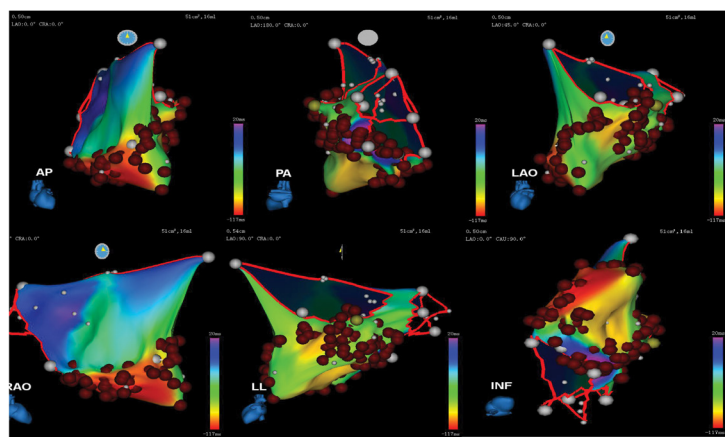 0.50cm
51cm², 16ml
LAO:0.0° CRA:0.0°
20ms
-117ms
AP
0.50cm
51cm², 16ml
LAO:180.0° CRA:0.0°
20ms
-117ms
PA
0.50cm
51cm², 16ml
LAO:45.0° CRA:0.0°
20ms
-117ms
LAO
51cm², 16ml
CRA:0.0°
20ms
-117ms
RAO
0.54cm
51cm², 16ml
LAO:90.0° CRA:0.0°
20ms
-117ms
LL
0.50cm
51cm², 16ml
LAO:0.0° CAU:90.0°
20ms
-117ms
INF